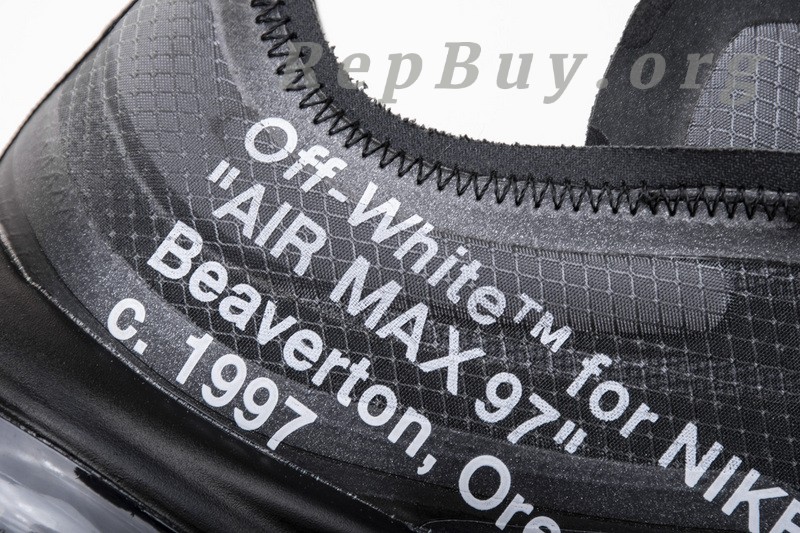 RepBuy.org
Off-White™ for NIKE
"AIR MAX 97"
Beaverton, Ore
c. 1997